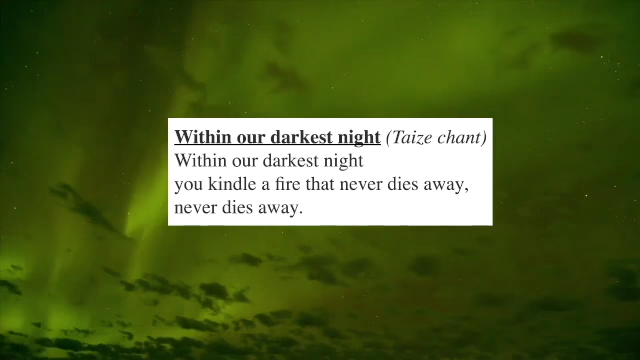 Within our darkest night (Taize chant)
Within our darkest night
you kindle a fire that never dies away,
never dies away.